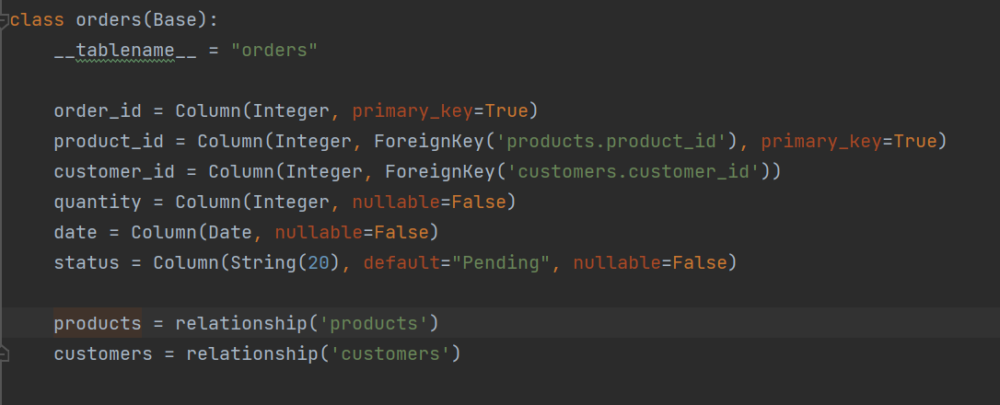 class orders(Base):
__tablename__ = "orders"
order_id = Column(Integer, primary_key=True)
product_id = Column(Integer, ForeignKey('products.product_id'), primary_key=True)
customer_id = Column(Integer, ForeignKey('customers.customer_id'))
quantity = Column(Integer, nullable=False)
date = Column(Date, nullable=False)
status = Column(String(20), default="Pending", nullable=False)
products = relationship('products')
customers = relationship('customers')